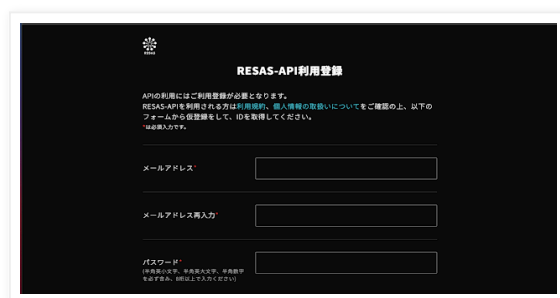 RESAS
RESAS-API利用登録
APIの利用にはご利用登録が必要となります。
RESAS-APIを利用される方は利用規約、個人情報の取扱いについてをご確認の上、以下の
フォームから仮登録をして、IDを取得してください。
*は必須入力です。
メールアドレス*
メールアドレス再入力*
パスワード*
(半角英小文字、半角英大文字、半角数字
を必ず含み、8桁以上で入力ください)